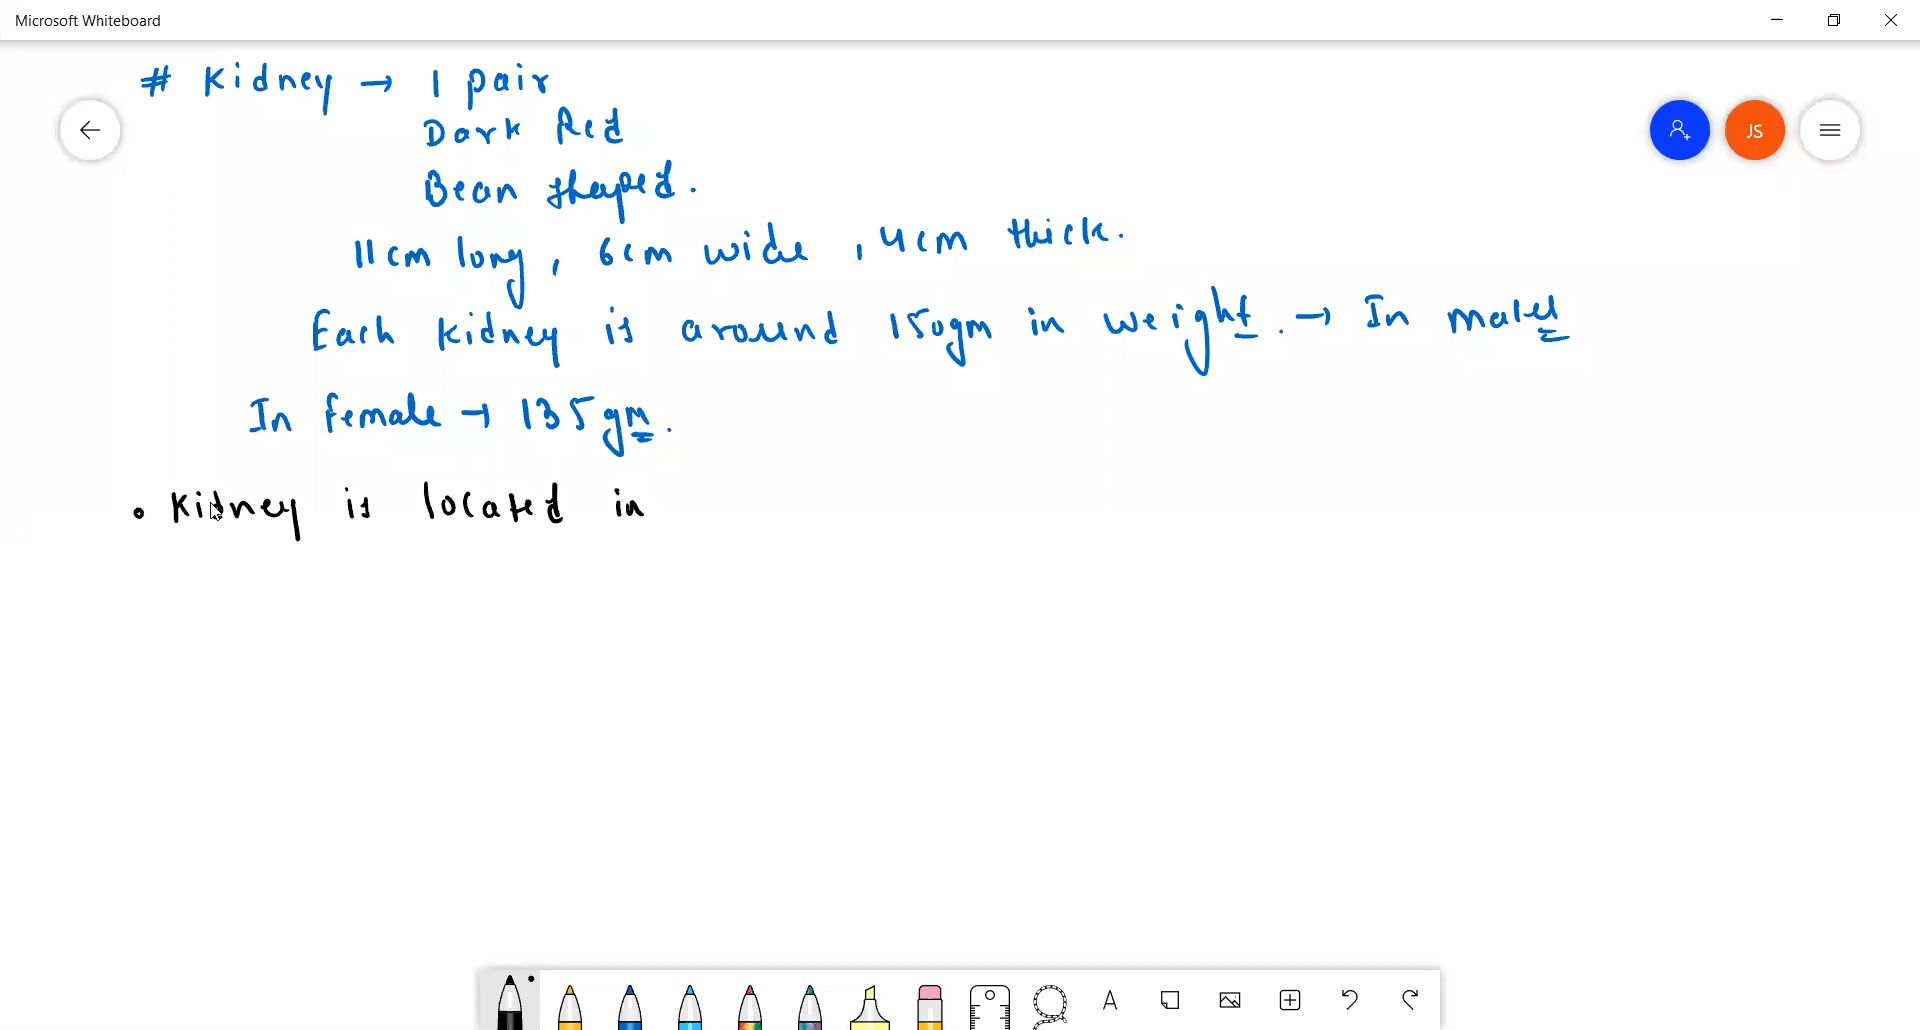 Microsoft Whiteboard
# Kidney → 1 pair
Dark Red
JS
Bean shaped.
11cm long, 6cm wide, 4cm thick.
Each kidney is around 150gm in weight. → In males
In female → 135gm.
• Kidney is located in